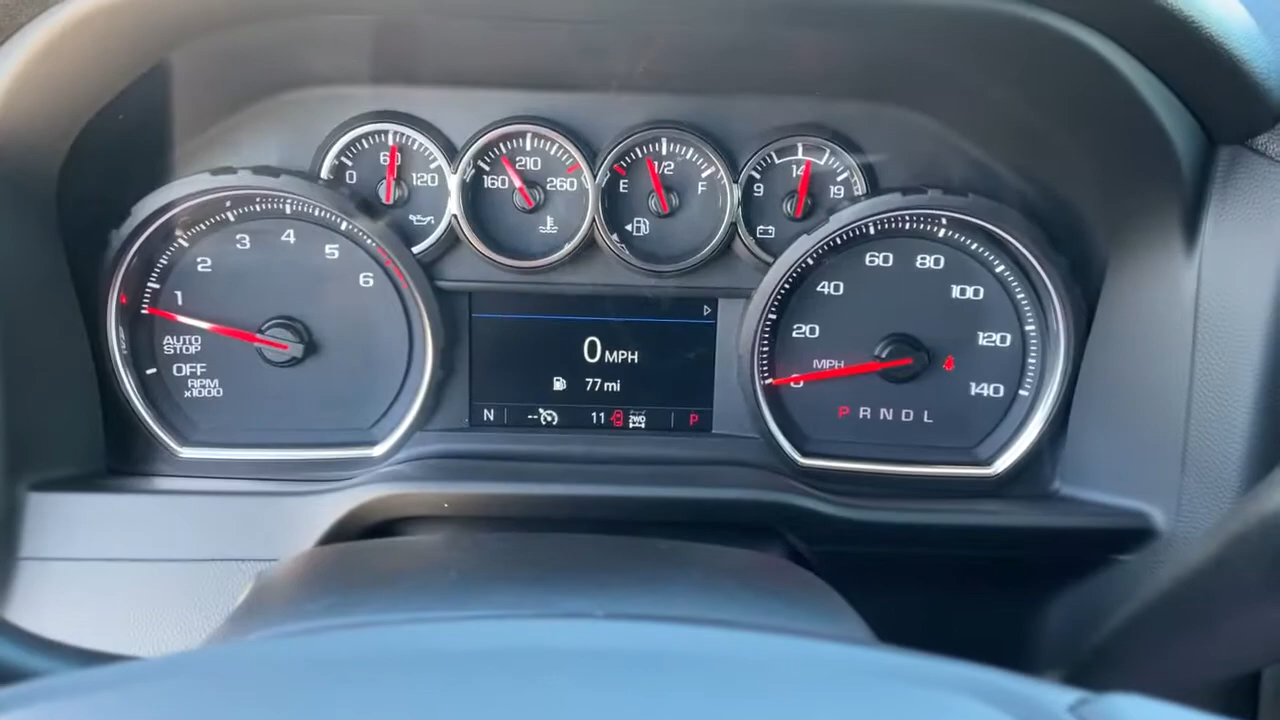 0 60 120
160 210 260
E 1/2 F
9 14 19
1 2 3 4 5 6
AUTO
STOP
OFF
RPM
x1000
0 MPH
77 mi
N -- 11 2WD P
0 20 40 60 80 100 120 140
MPH
P R N D L